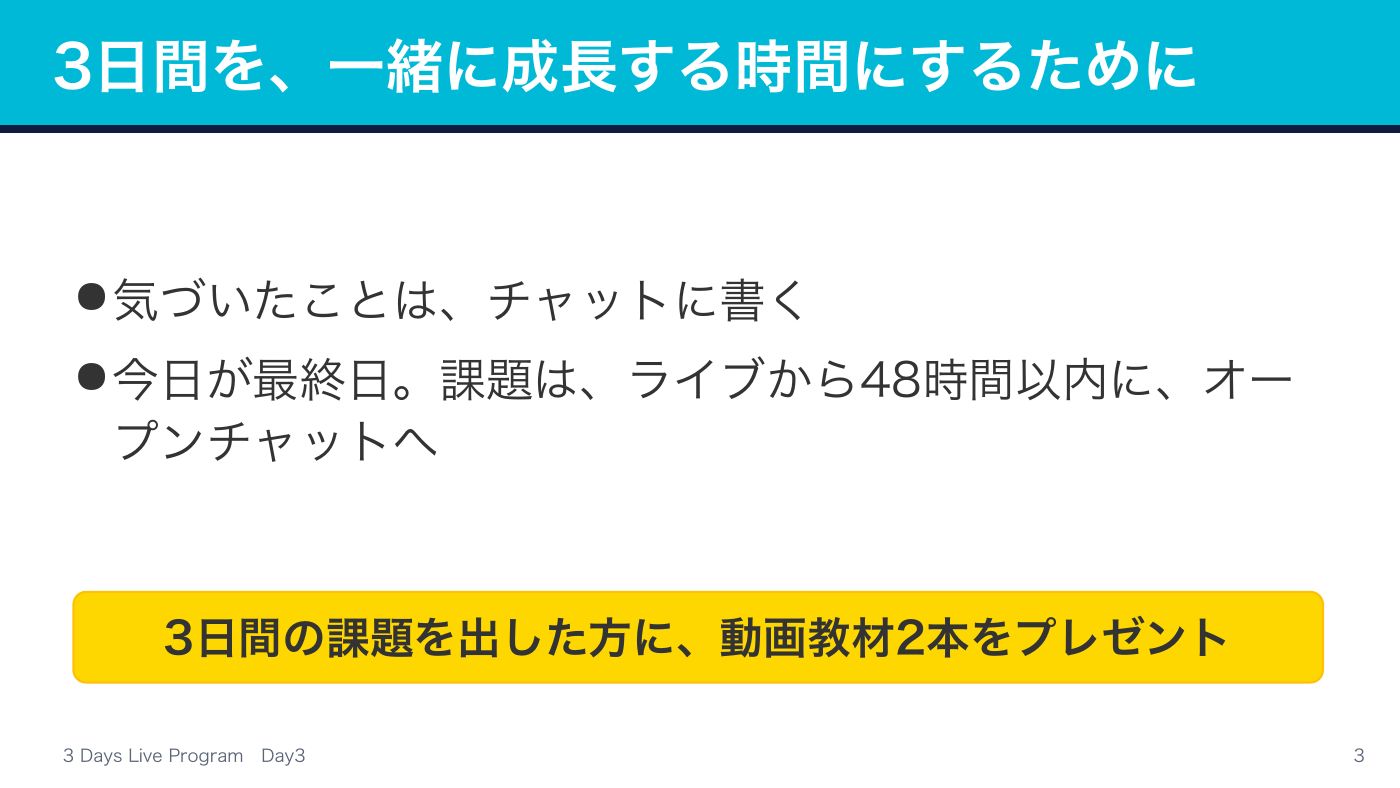 3日間を、一緒に成長する時間にするために
●気づいたことは、チャットに書く
●今日が最終日。課題は、ライブから48時間以内に、オー
プンチャットへ
3日間の課題を出した方に、動画教材2本をプレゼント
3 Days Live Program　Day3
3